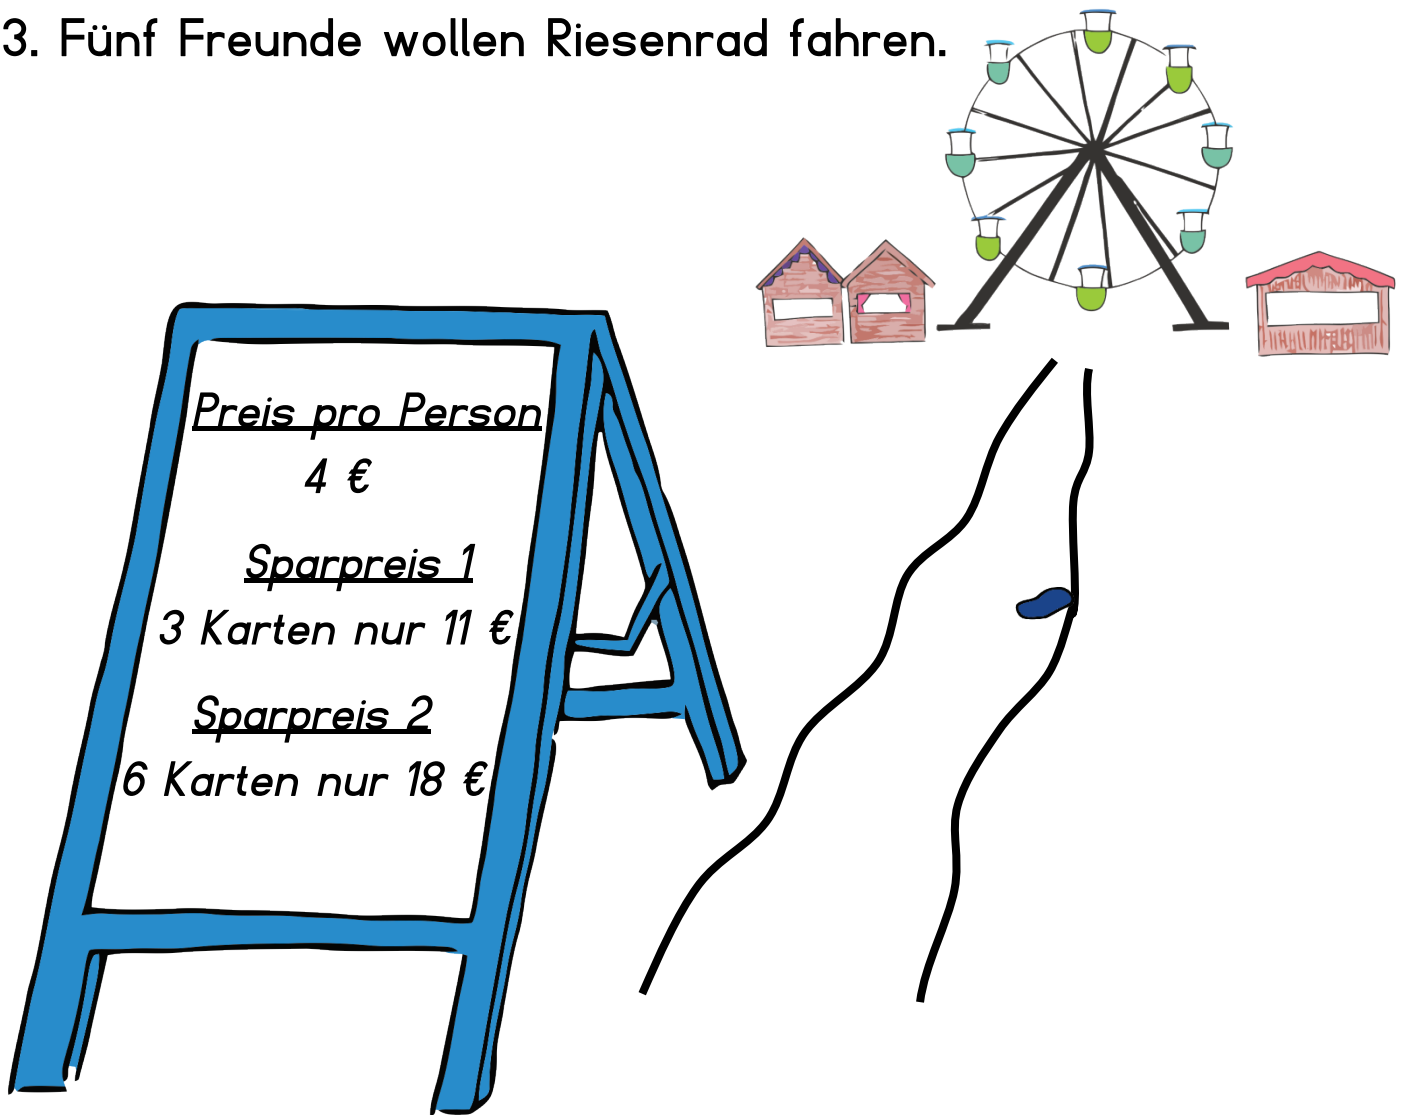 3. Fünf Freunde wollen Riesenrad fahren.
Preis pro Person
4 €
Sparpreis 1
3 Karten nur 11 €
Sparpreis 2
6 Karten nur 18 €